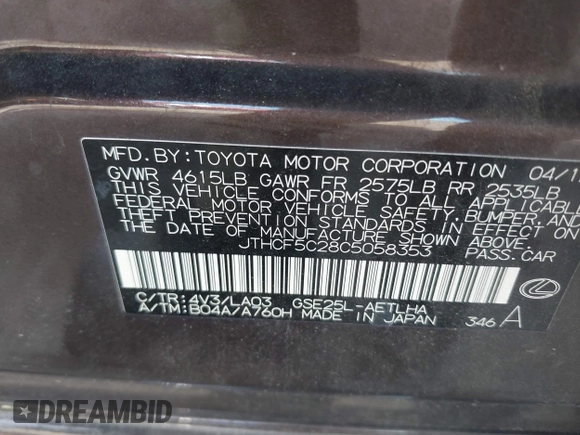 MFD. BY: TOYOTA MOTOR CORPORATION 04/1
GVWR 4615LB GAWR FR 2575LB RR 2535LB
THIS VEHICLE CONFORMS TO ALL APPLICABLE
FEDERAL MOTOR VEHICLE SAFETY, BUMPER, AND
THEFT PREVENTION STANDARDS IN EFFECT ON
THE DATE OF MANUFACTURE SHOWN ABOVE.
JTHCF5C28C5058353 PASS. CAR
C/TR: 4V3/LA03 GSE25L-AETLHA
A/TM: B04A/A760H MADE IN JAPAN 346 A
DREAMBID